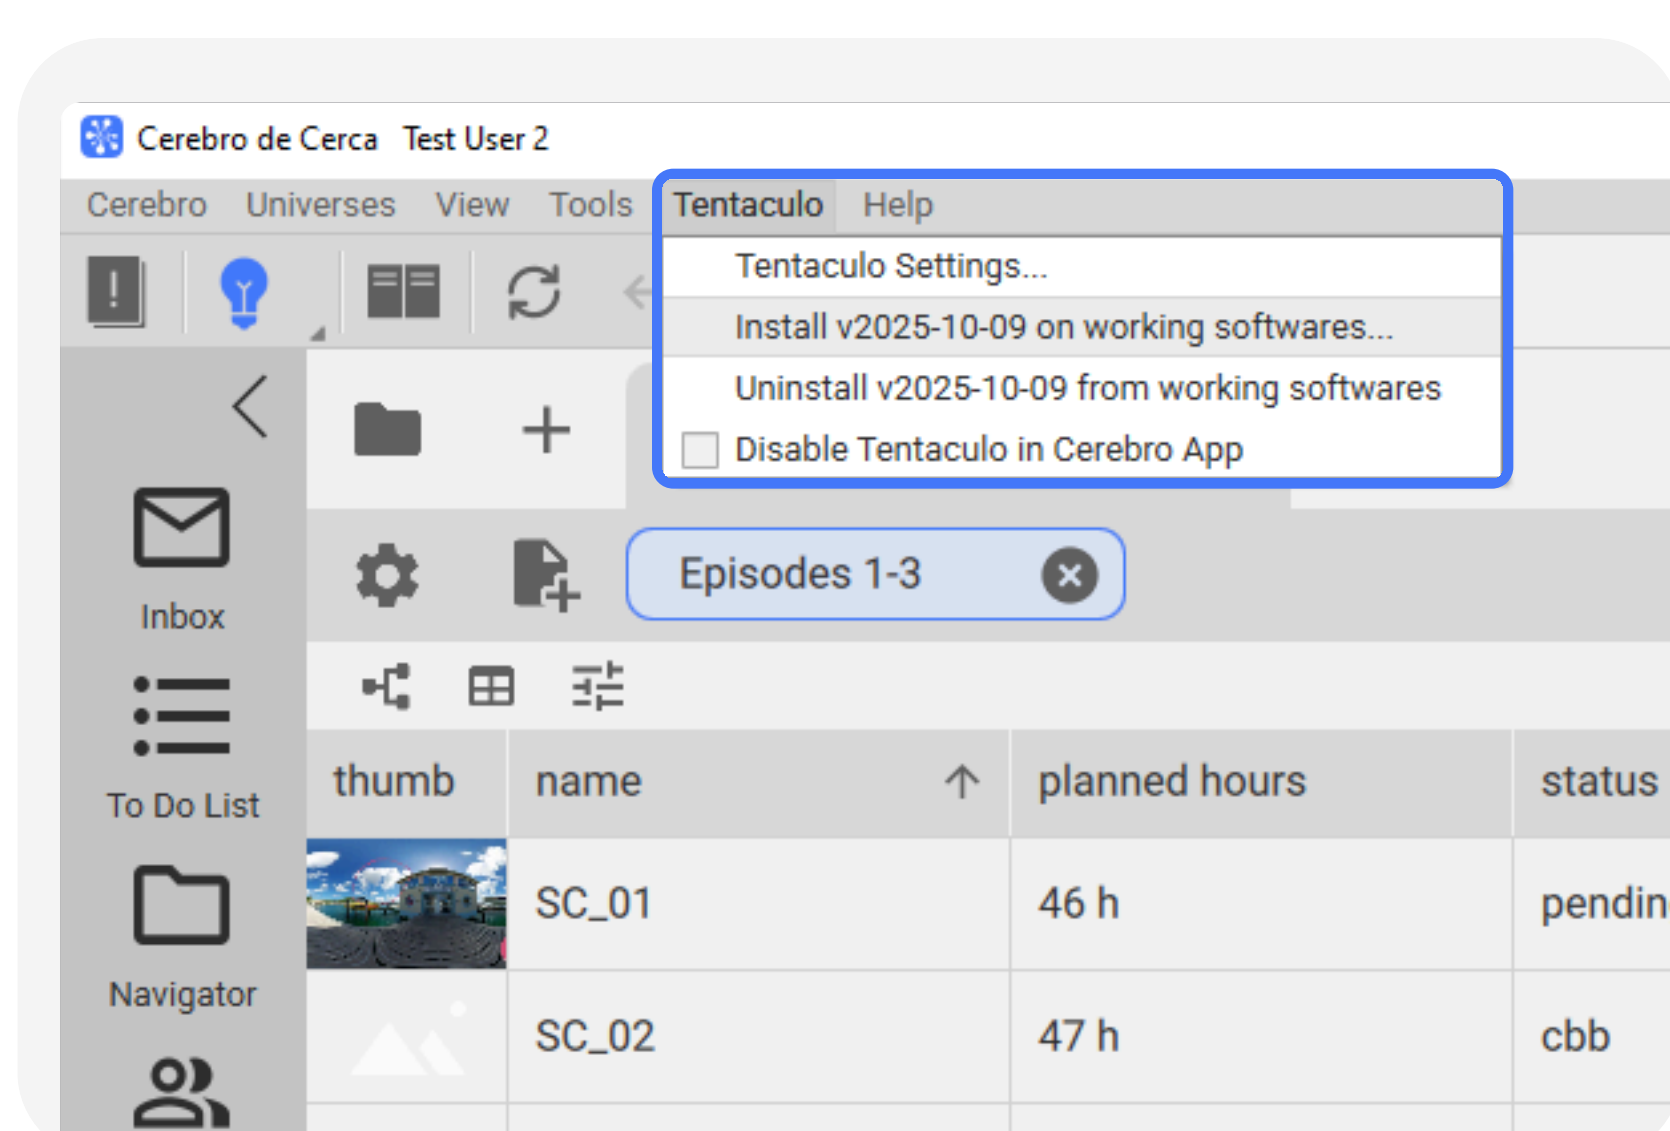 Cerebro de Cerca Test User 2
Cerebro Universes View Tools Tentaculo Help
Tentaculo Settings...
Install v2025-10-09 on working softwares...
Uninstall v2025-10-09 from working softwares
Disable Tentaculo in Cerebro App
Episodes 1-3
Inbox
To Do List
Navigator
thumb name planned hours status
SC_01 46 h pendin
SC_02 47 h cbb